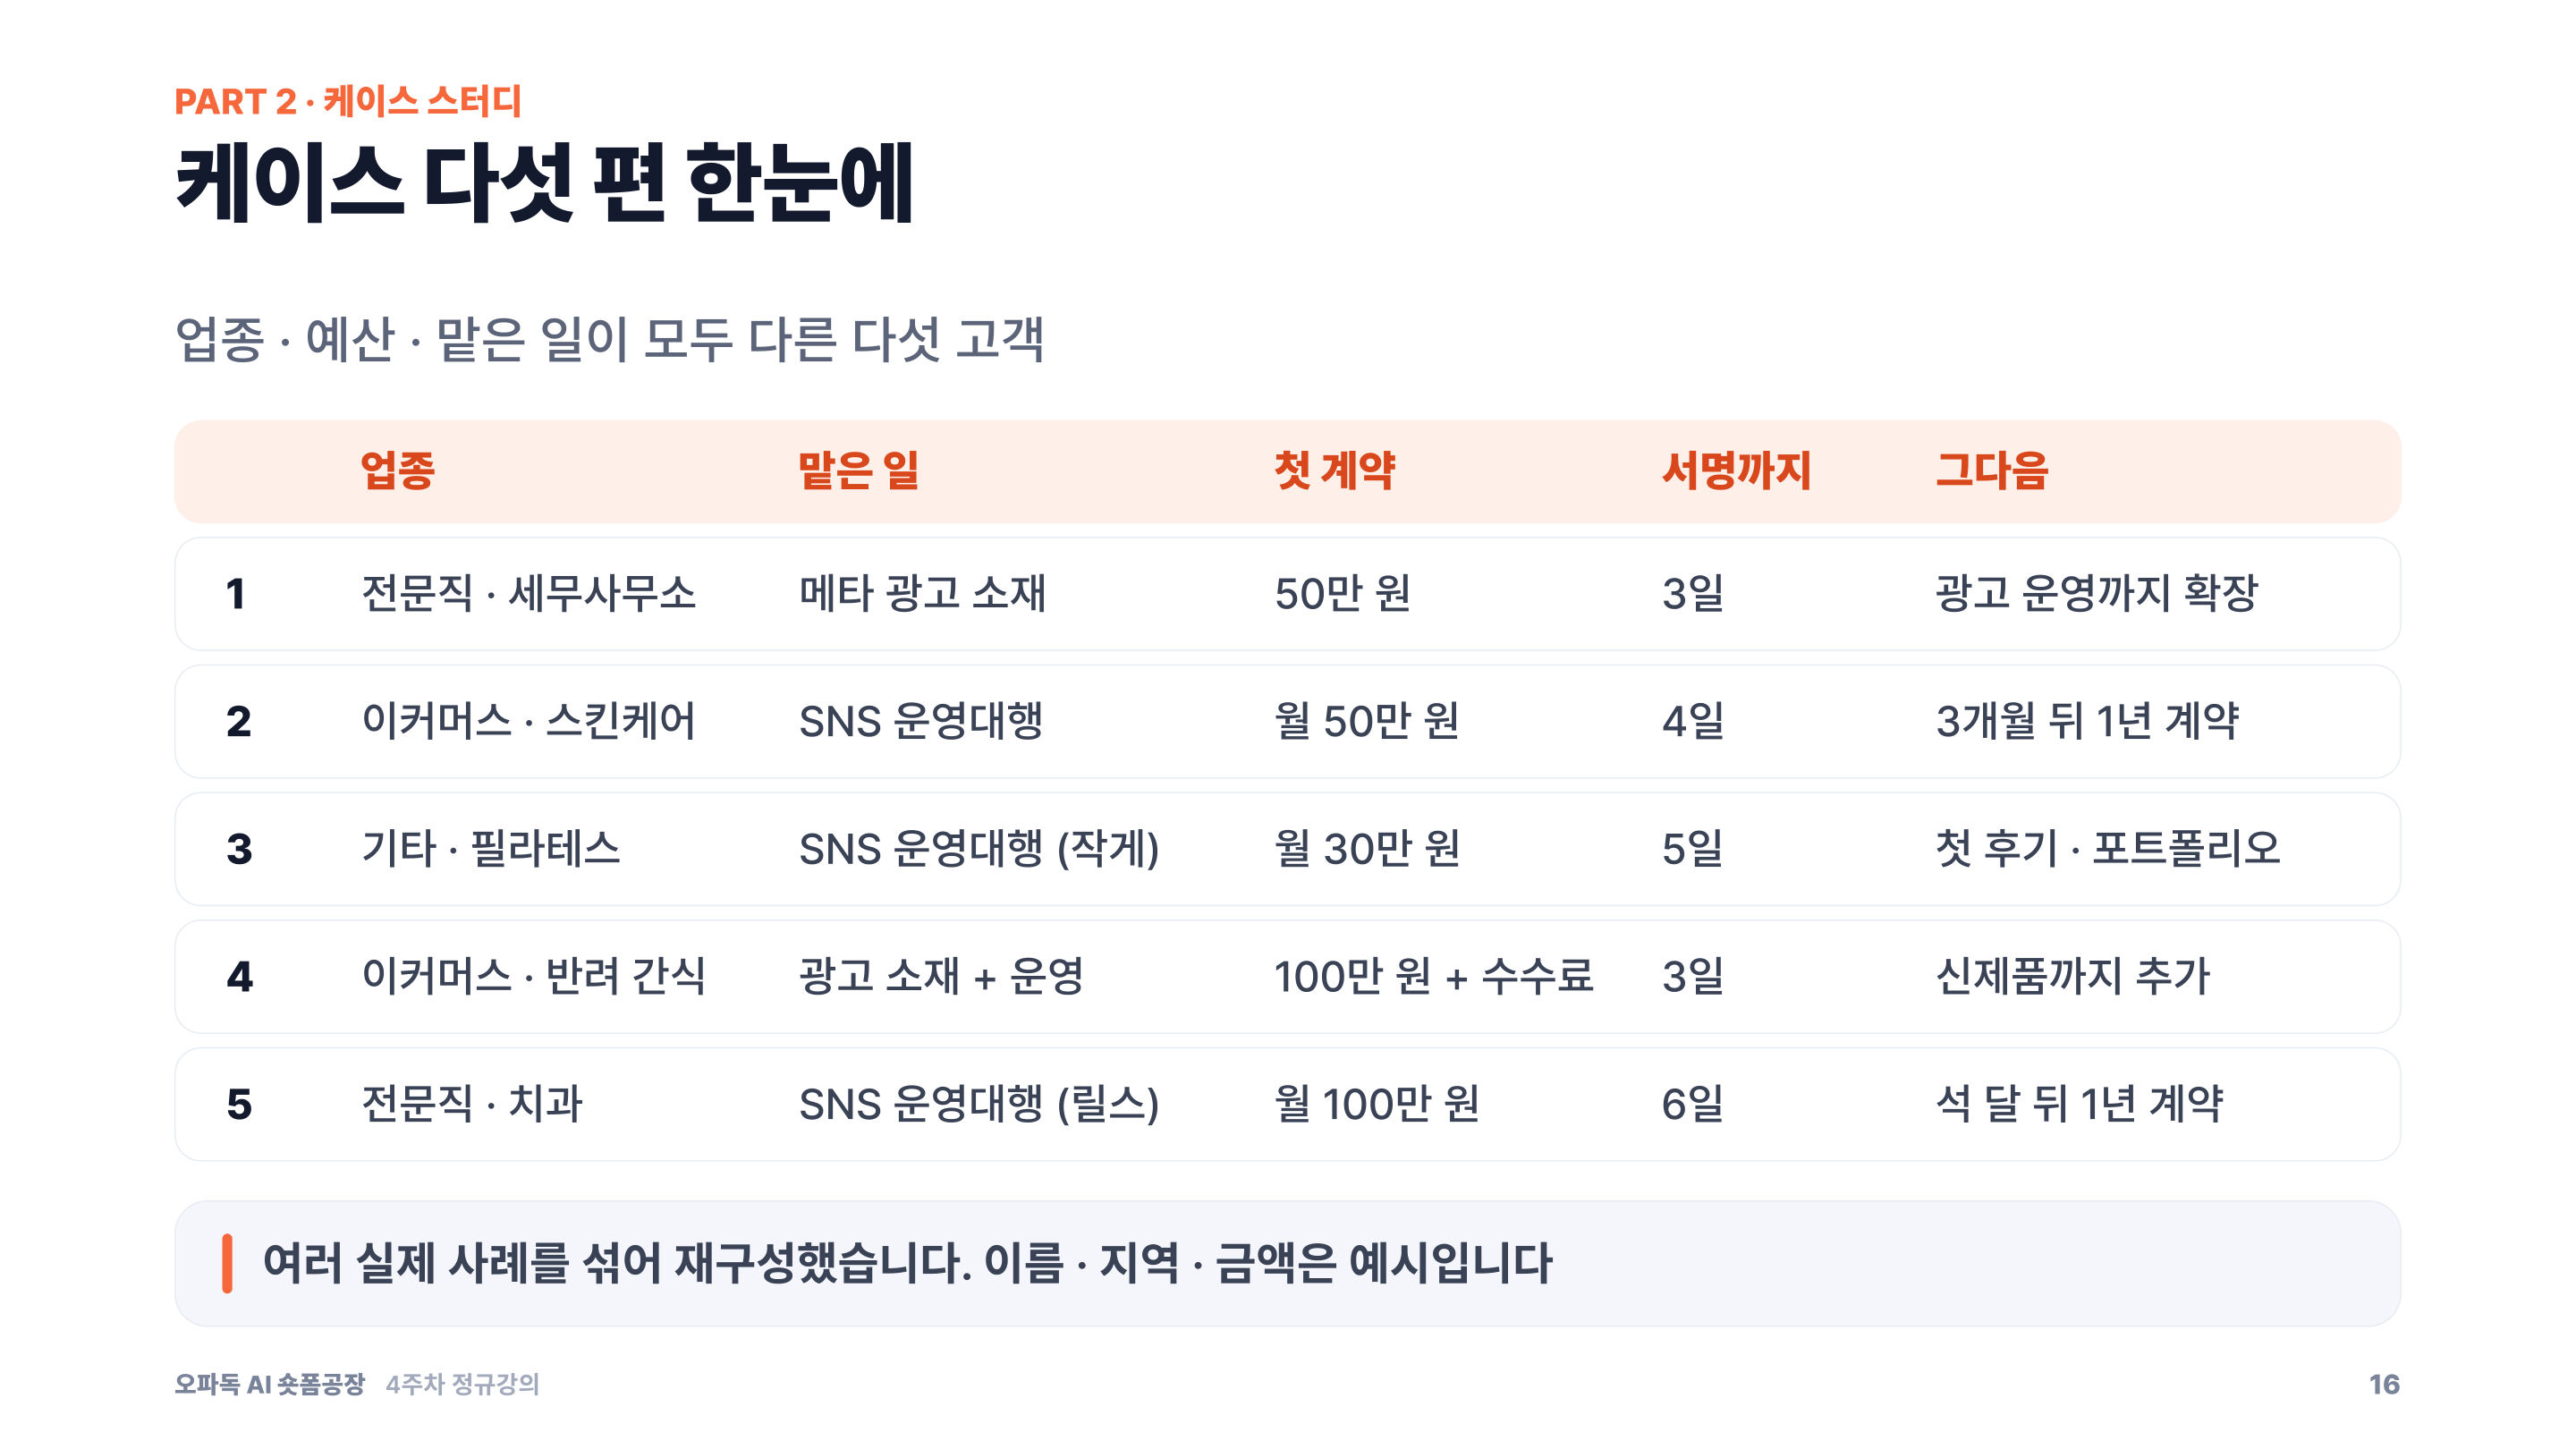 PART 2 · 케이스 스터디
케이스 다섯 편 한눈에
업종 · 예산 · 맡은 일이 모두 다른 다섯 고객
업종 맡은 일 첫 계약 서명까지 그다음
1 전문직 · 세무사무소 메타 광고 소재 50만 원 3일 광고 운영까지 확장
2 이커머스 · 스킨케어 SNS 운영대행 월 50만 원 4일 3개월 뒤 1년 계약
3 기타 · 필라테스 SNS 운영대행 (작게) 월 30만 원 5일 첫 후기 · 포트폴리오
4 이커머스 · 반려 간식 광고 소재 + 운영 100만 원 + 수수료 3일 신제품까지 추가
5 전문직 · 치과 SNS 운영대행 (릴스) 월 100만 원 6일 석 달 뒤 1년 계약
여러 실제 사례를 섞어 재구성했습니다. 이름 · 지역 · 금액은 예시입니다
오파독 AI 숏폼공장 4주차 정규강의 16